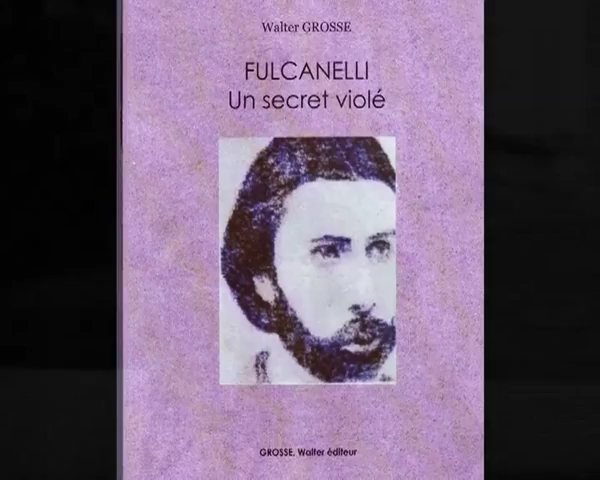 Walter GROSSE
FULCANELLI
Un secret violé
GROSSE, Walter éditeur